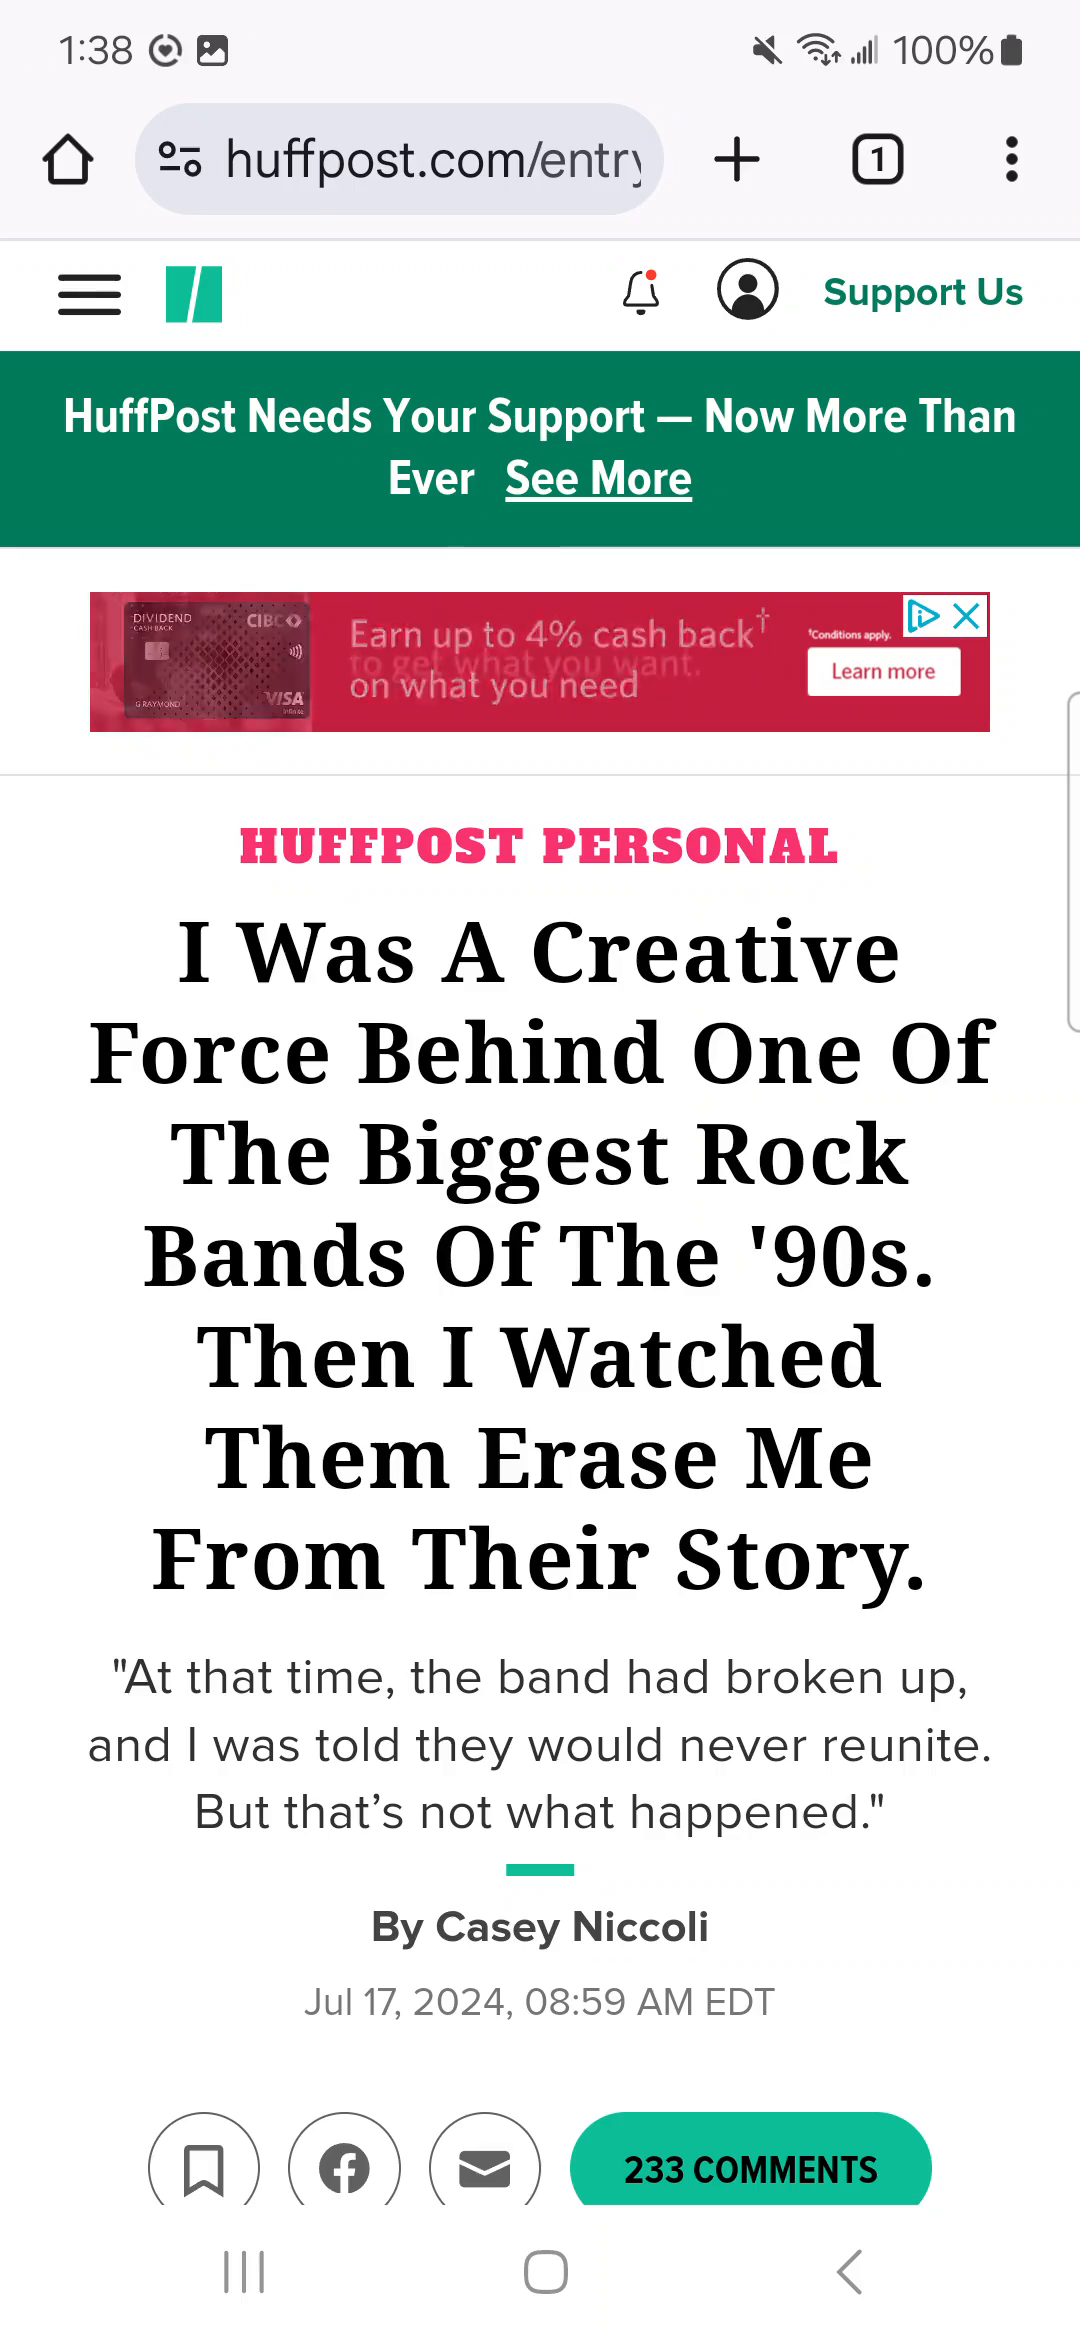 1:38
100%
huffpost.com/entry
1
Support Us
HuffPost Needs Your Support — Now More Than
Ever See More
DIVIDEND
CASH BACK
CIBC
G RAYMOND
VISA
Infinite
Earn up to 4% cash back†
to get what you want.
on what you need
†Conditions apply.
Learn more
HUFFPOST PERSONAL
I Was A Creative
Force Behind One Of
The Biggest Rock
Bands Of The '90s.
Then I Watched
Them Erase Me
From Their Story.
"At that time, the band had broken up,
and I was told they would never reunite.
But that’s not what happened."
By Casey Niccoli
Jul 17, 2024, 08:59 AM EDT
233 COMMENTS